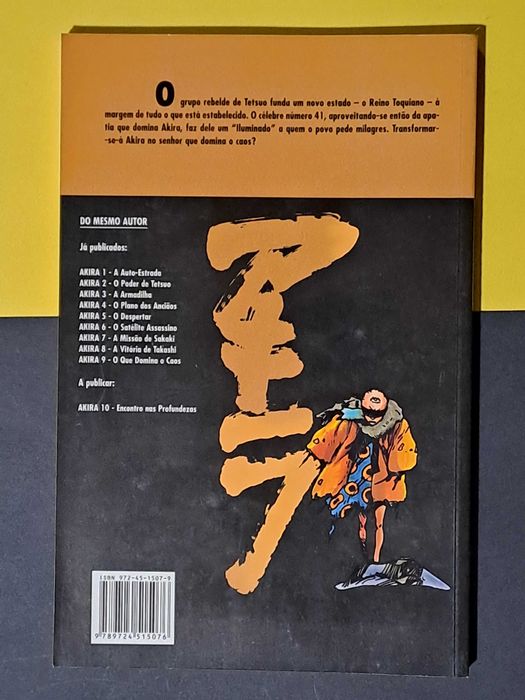 O grupo rebelde de Tetsuo funda um novo estado – o Reino Toquiano – à
margem de tudo o que está estabelecido. O célebre número 41, aproveitando-se então da apa-
tia que domina Akira, faz dele um "Iluminado" a quem o povo pede milagres. Transformar-
-se-á Akira no senhor que domina o caos?
DO MESMO AUTOR
Já publicados:
AKIRA 1 - A Auto-Estrada
AKIRA 2 - O Poder de Tetsuo
AKIRA 3 - A Armadilha
AKIRA 4 - O Plano dos Anciãos
AKIRA 5 - O Despertar
AKIRA 6 - O Satélite Assassino
AKIRA 7 - A Missão de Sakaki
AKIRA 8 - A Vitória de Takashi
AKIRA 9 - O Que Domina o Caos
A publicar:
AKIRA 10 - Encontro nas Profundezas
アキラ
ISBN 972-45-1507-9
9 789724 515076